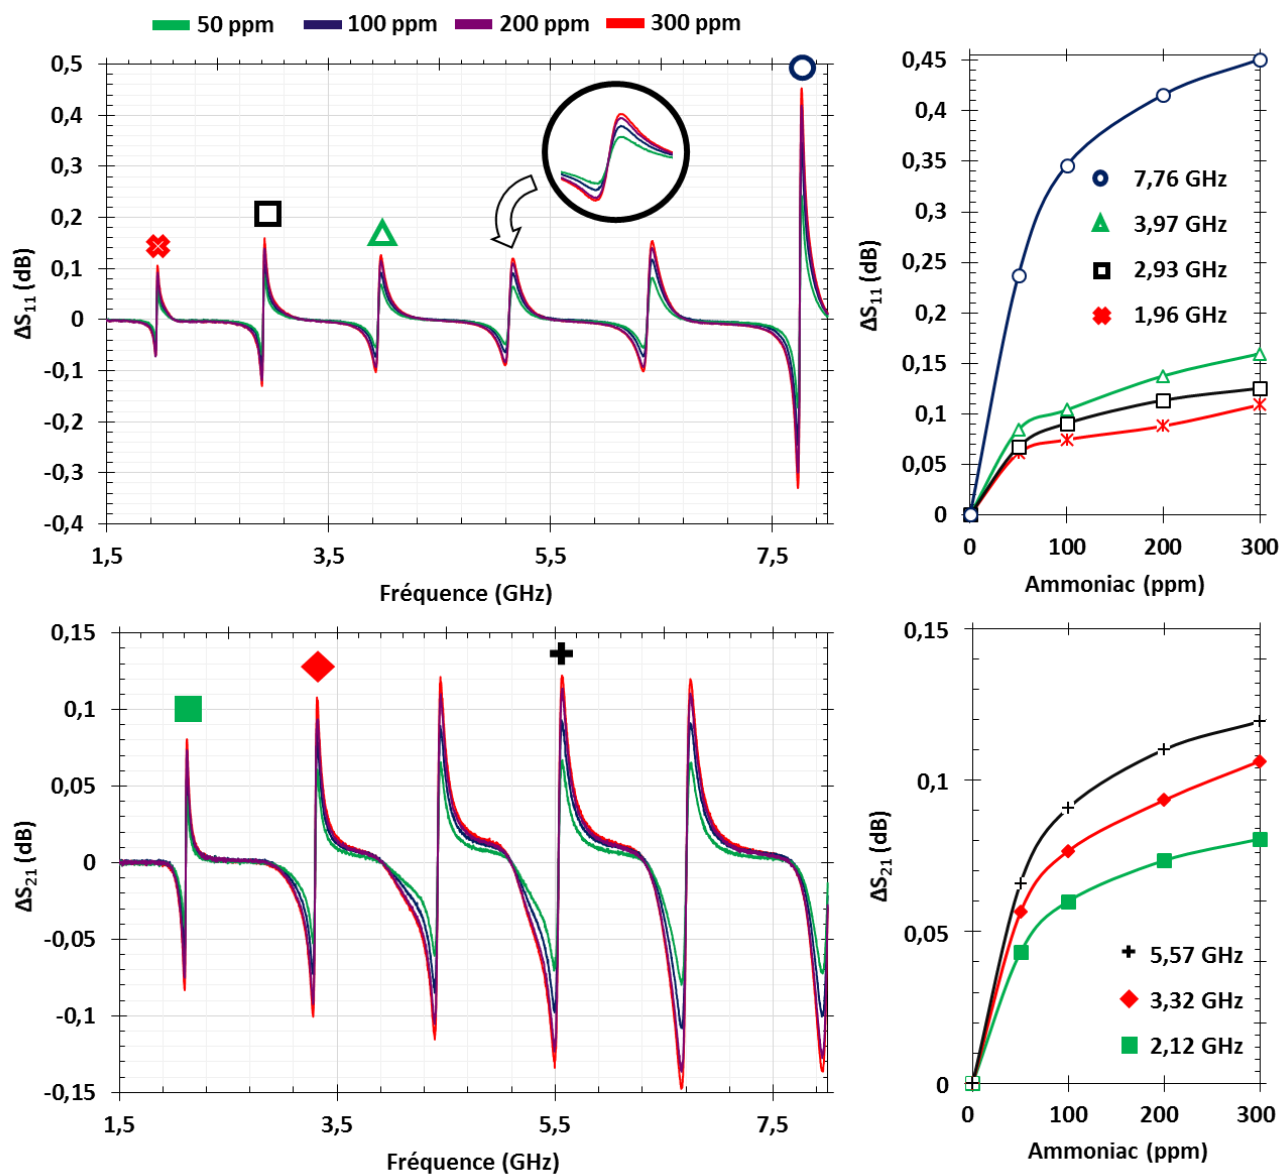 50 ppm 100 ppm 200 ppm 300 ppm
0,5
0,4
0,3
0,2
0,1
0
-0,1
-0,2
-0,3
-0,4
ΔS11 (dB)
1,5 3,5 5,5 7,5
Fréquence (GHz)
0,45
0,4
0,35
0,3
0,25
0,2
0,15
0,1
0,05
0
ΔS11 (dB)
7,76 GHz
3,97 GHz
2,93 GHz
1,96 GHz
0 100 200 300
Ammoniac (ppm)
0,15
0,1
0,05
0
-0,05
-0,1
-0,15
ΔS21 (dB)
1,5 3,5 5,5 7,5
Fréquence (GHz)
0,15
0,1
0,05
0
ΔS21 (dB)
5,57 GHz
3,32 GHz
2,12 GHz
0 100 200 300
Ammoniac (ppm)